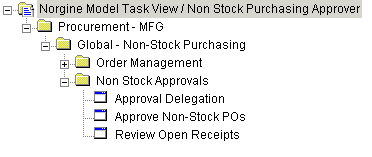 Norgine Model Task View / Non Stock Purchasing Approver
Procurement - MFG
Global - Non-Stock Purchasing
Order Management
Non Stock Approvals
Approval Delegation
Approve Non-Stock POs
Review Open Receipts